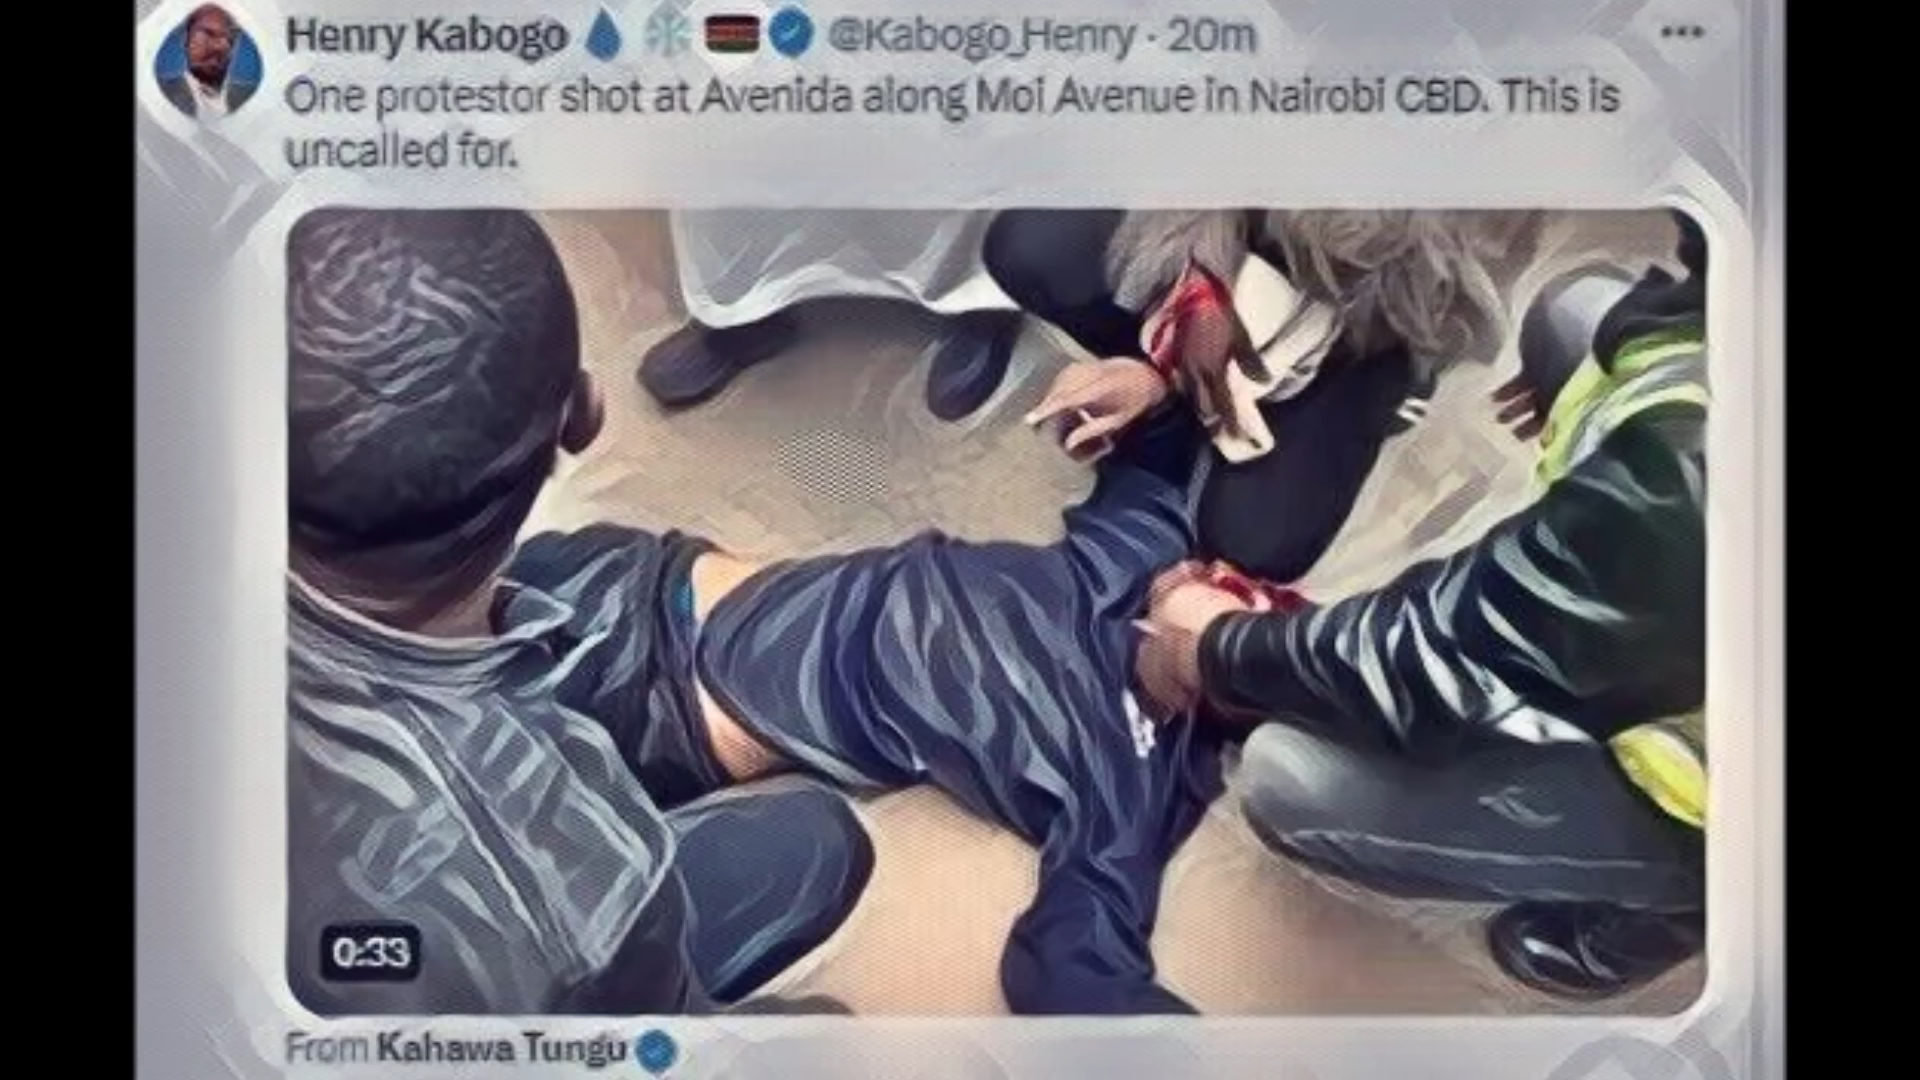 Henry Kabogo @Kabogo_Henry · 20m
One protestor shot at Avenida along Moi Avenue in Nairobi CBD. This is
uncalled for.
0:33
From Kahawa Tungu